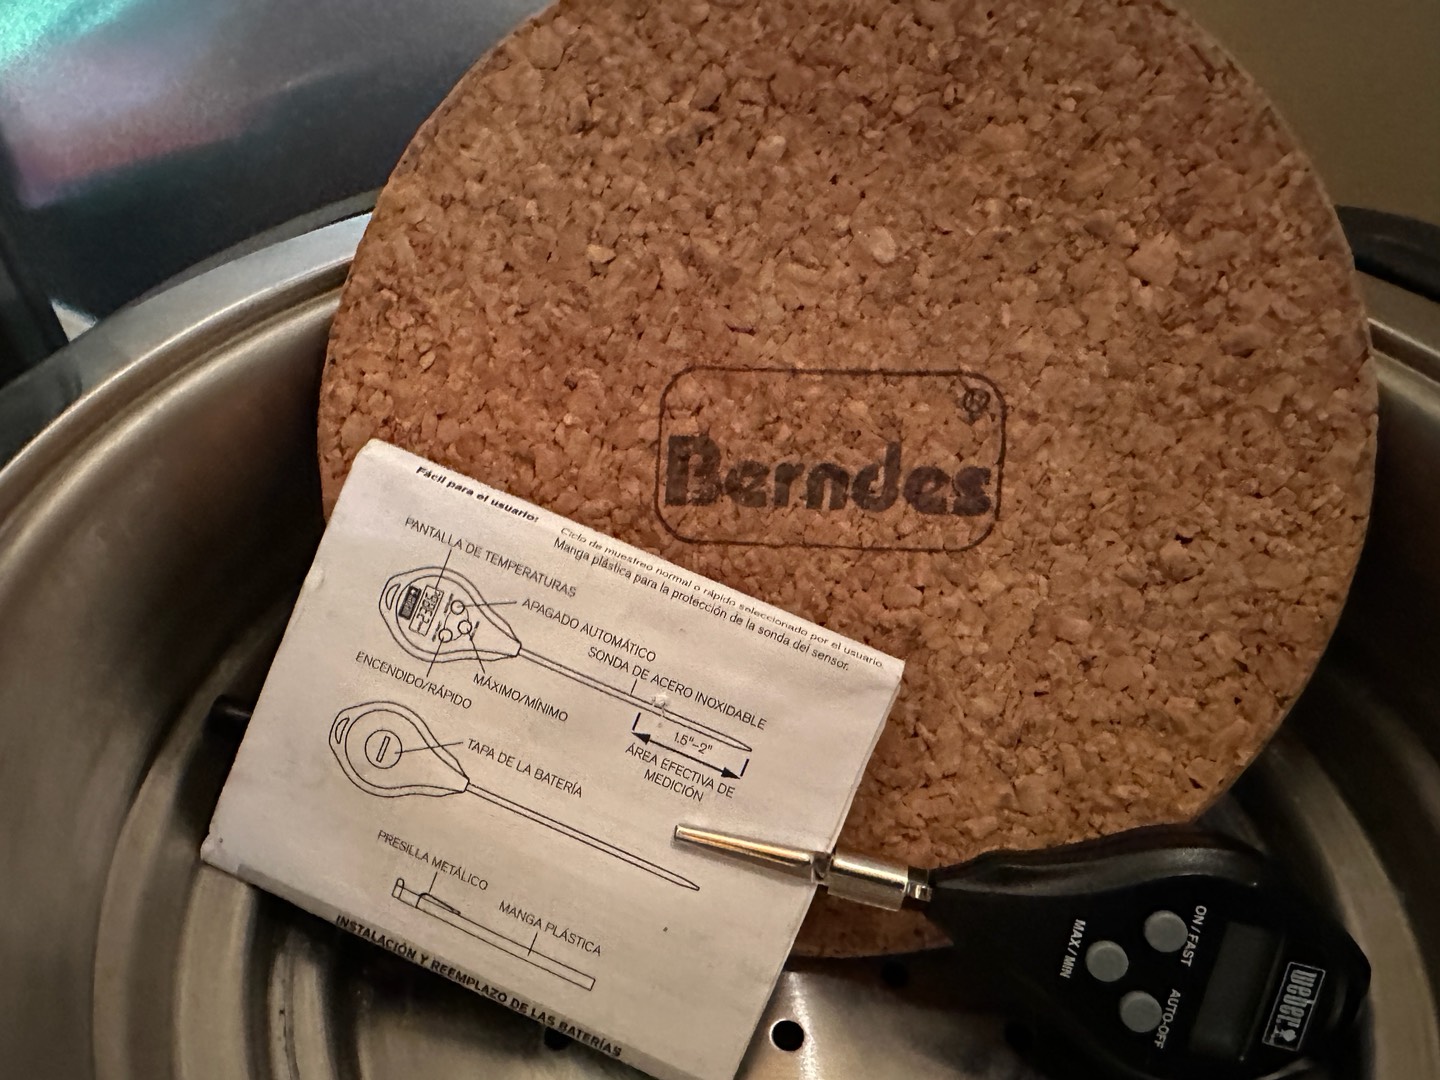 Berndes
®
Fácil para el usuario!
Ciclo de muestreo normal o rápido seleccionado por el usuario.
Manga plástica para la protección de la sonda del sensor.
PANTALLA DE TEMPERATURAS
APAGADO AUTOMÁTICO
SONDA DE ACERO INOXIDABLE
ENCENDIDO/RÁPIDO
MÁXIMO/MÍNIMO
1.5"–2"
ÁREA EFECTIVA DE
MEDICIÓN
TAPA DE LA BATERÍA
PRESILLA METÁLICO
MANGA PLÁSTICA
INSTALACIÓN Y REEMPLAZO DE LAS BATERÍAS
ON / FAST
MAX / MIN
AUTO-OFF
weber